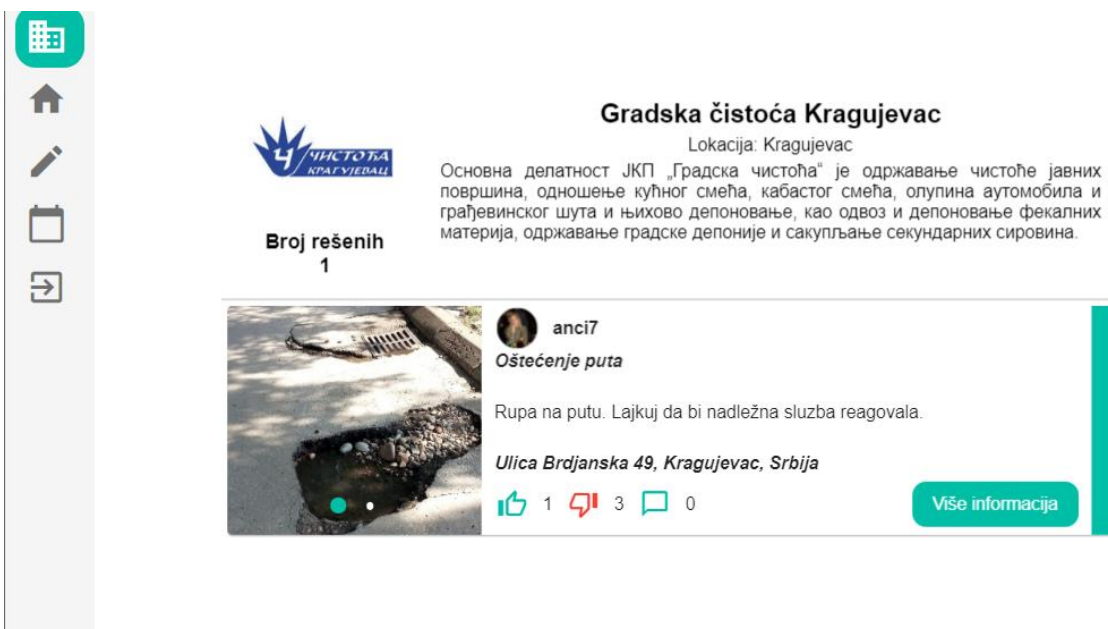 Gradska čistoća Kragujevac
Lokacija: Kragujevac
ЧИСТОЋА
КРАГУЈЕВАЦ
Основна делатност ЈКП „Градска чистоћа“ је одржавање чистоће јавних
површина, одношење кућног смећа, кабастог смећа, олупина аутомобила и
грађевинског шута и њихово депоновање, као одвоз и депоновање фекалних
материја, одржавање градске депоније и сакупљање секундарних сировина.
Broj rešenih
1
anci7
Oštećenje puta
Rupa na putu. Lajkuj da bi nadležna sluzba reagovala.
Ulica Brdjanska 49, Kragujevac, Srbija
1 3 0
Više informacija